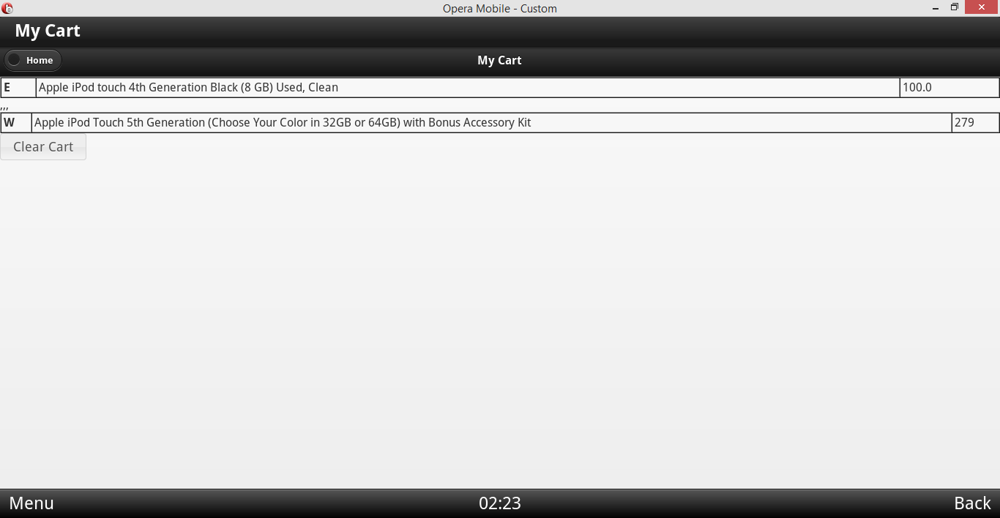 Opera Mobile - Custom
My Cart
Home
My Cart
E Apple iPod touch 4th Generation Black (8 GB) Used, Clean 100.0
,,,
W Apple iPod Touch 5th Generation (Choose Your Color in 32GB or 64GB) with Bonus Accessory Kit 279
Clear Cart
Menu 02:23 Back